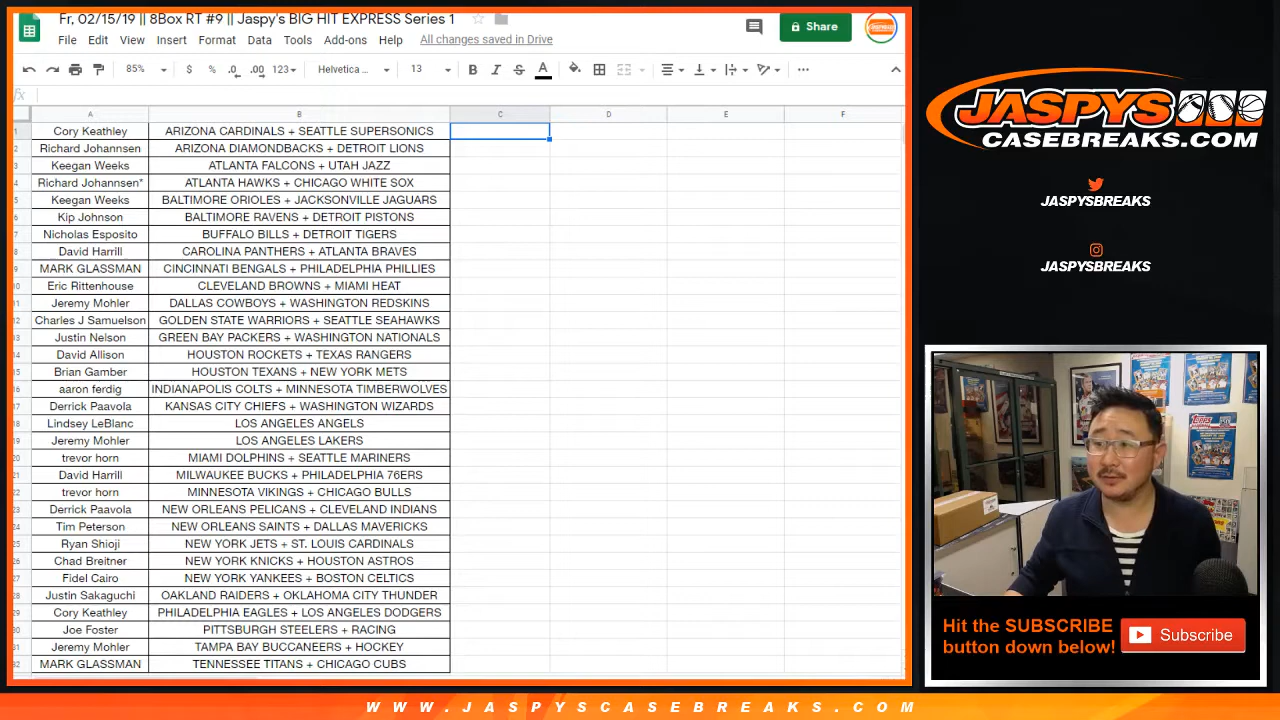 Fr, 02/15/19 || 8Box RT #9 || Jaspy's BIG HIT EXPRESS Series 1
Share
File Edit View Insert Format Data Tools Add-ons Help All changes saved in Drive
85% $ % .0 .00 123 Helvetica ... 13 B I S A
fx
A B C D E F
1 Cory Keathley ARIZONA CARDINALS + SEATTLE SUPERSONICS
2 Richard Johannsen ARIZONA DIAMONDBACKS + DETROIT LIONS
3 Keegan Weeks ATLANTA FALCONS + UTAH JAZZ
4 Richard Johannsen* ATLANTA HAWKS + CHICAGO WHITE SOX
5 Keegan Weeks BALTIMORE ORIOLES + JACKSONVILLE JAGUARS
6 Kip Johnson BALTIMORE RAVENS + DETROIT PISTONS
7 Nicholas Esposito BUFFALO BILLS + DETROIT TIGERS
8 David Harrill CAROLINA PANTHERS + ATLANTA BRAVES
9 MARK GLASSMAN CINCINNATI BENGALS + PHILADELPHIA PHILLIES
10 Eric Rittenhouse CLEVELAND BROWNS + MIAMI HEAT
11 Jeremy Mohler DALLAS COWBOYS + WASHINGTON REDSKINS
12 Charles J Samuelson GOLDEN STATE WARRIORS + SEATTLE SEAHAWKS
13 Justin Nelson GREEN BAY PACKERS + WASHINGTON NATIONALS
14 David Allison HOUSTON ROCKETS + TEXAS RANGERS
15 Brian Gamber HOUSTON TEXANS + NEW YORK METS
16 aaron ferdig INDIANAPOLIS COLTS + MINNESOTA TIMBERWOLVES
17 Derrick Paavola KANSAS CITY CHIEFS + WASHINGTON WIZARDS
18 Lindsey LeBlanc LOS ANGELES ANGELS
19 Jeremy Mohler LOS ANGELES LAKERS
20 trevor horn MIAMI DOLPHINS + SEATTLE MARINERS
21 David Harrill MILWAUKEE BUCKS + PHILADELPHIA 76ERS
22 trevor horn MINNESOTA VIKINGS + CHICAGO BULLS
23 Derrick Paavola NEW ORLEANS PELICANS + CLEVELAND INDIANS
24 Tim Peterson NEW ORLEANS SAINTS + DALLAS MAVERICKS
25 Ryan Shioji NEW YORK JETS + ST. LOUIS CARDINALS
26 Chad Breitner NEW YORK KNICKS + HOUSTON ASTROS
27 Fidel Cairo NEW YORK YANKEES + BOSTON CELTICS
28 Justin Sakaguchi OAKLAND RAIDERS + OKLAHOMA CITY THUNDER
29 Cory Keathley PHILADELPHIA EAGLES + LOS ANGELES DODGERS
30 Joe Foster PITTSBURGH STEELERS + RACING
31 Jeremy Mohler TAMPA BAY BUCCANEERS + HOCKEY
32 MARK GLASSMAN TENNESSEE TITANS + CHICAGO CUBS
JASPYS
CASEBREAKS.COM
JASPYSBREAKS
JASPYSBREAKS
Hit the SUBSCRIBE
button down below!
Subscribe
WWW.JASPYSCASEBREAKS.COM